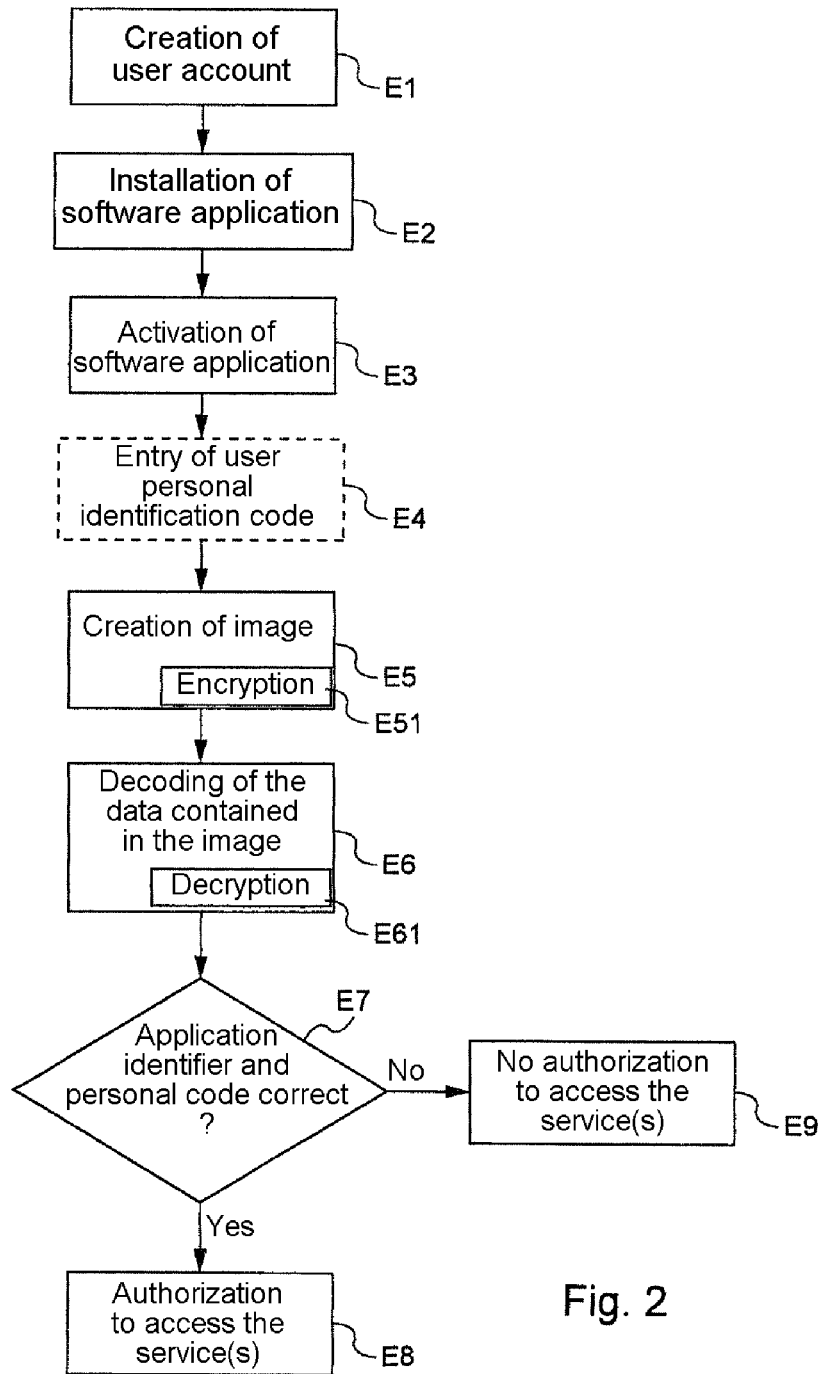 Creation of
user account
E1
Installation of
software application
E2
Activation of
software application
E3
Entry of user
personal
identification code
E4
Creation of image
E5
Encryption
E51
Decoding of the
data contained
in the image
E6
Decryption
E61
E7
Application
identifier and
personal code correct
?
No
No authorization
to access the
service(s)
E9
Yes
Authorization
to access the
service(s)
E8
Fig. 2